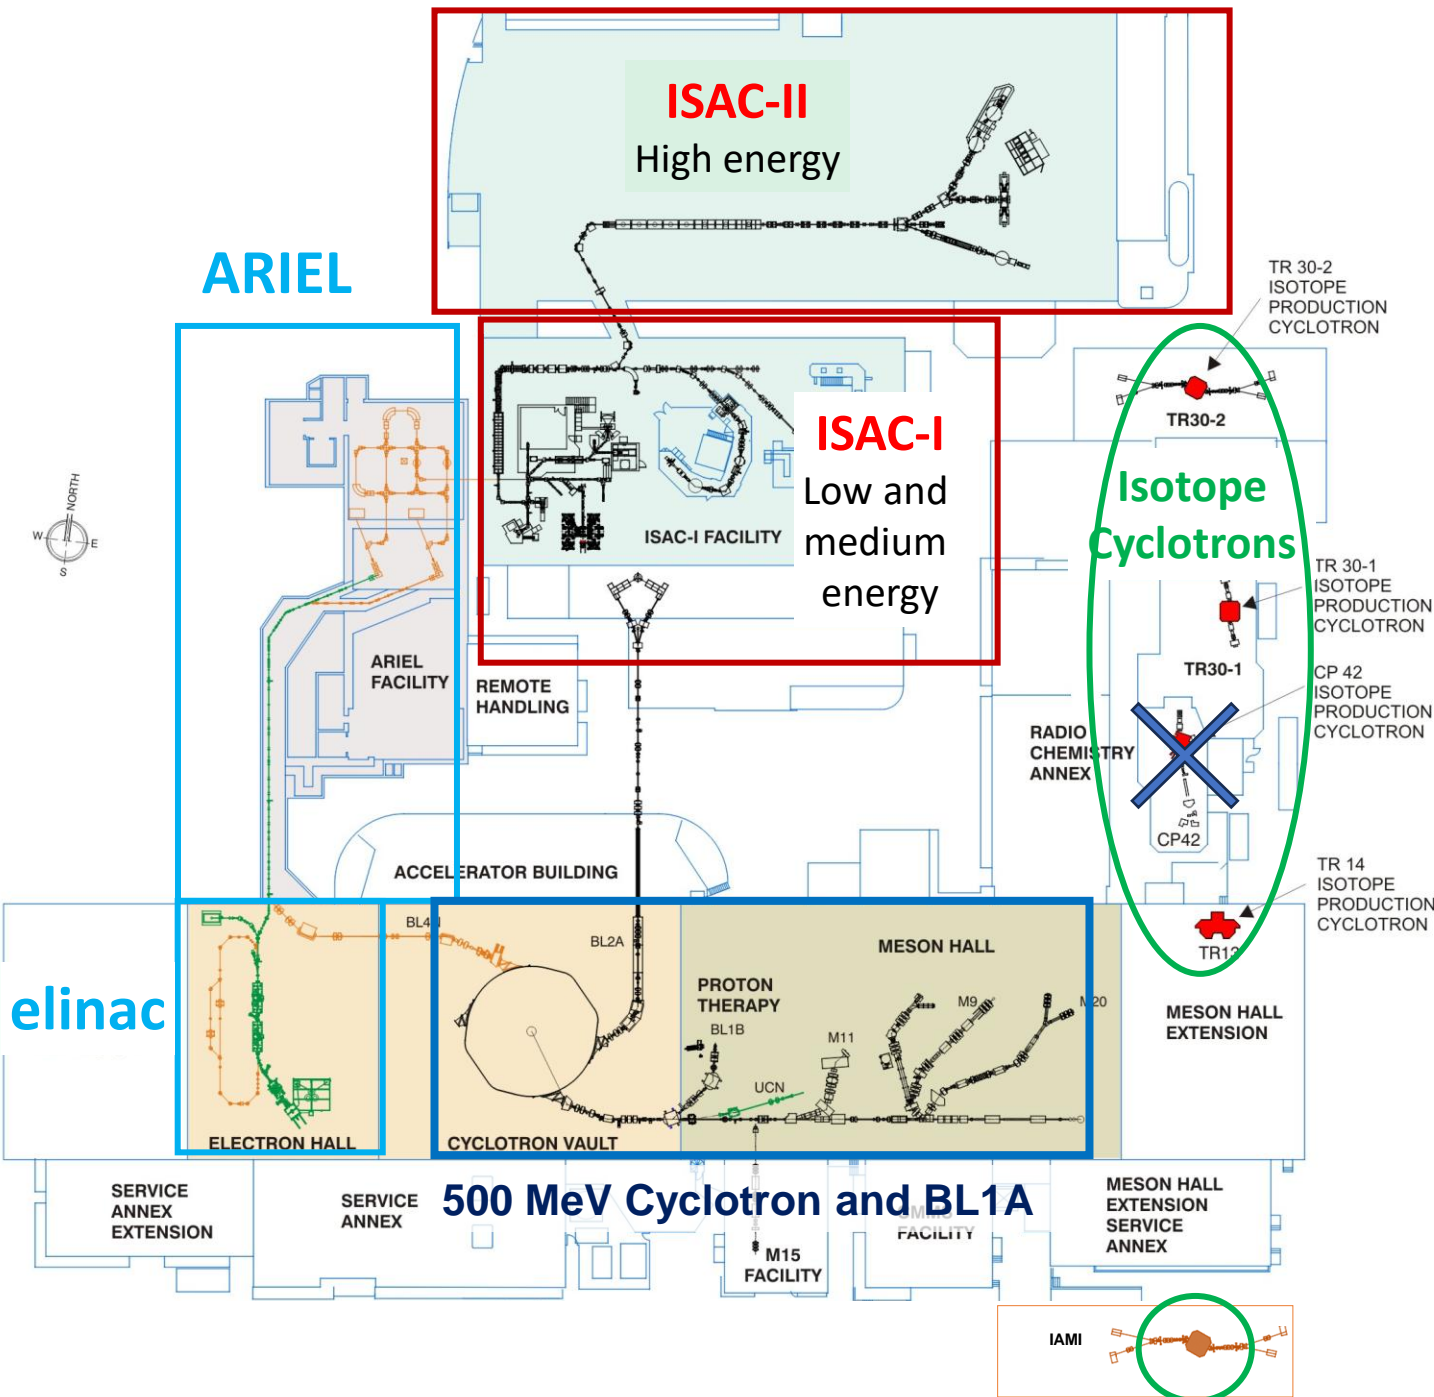 ISAC-II
High energy
ARIEL
TR 30-2
ISOTOPE
PRODUCTION
CYCLOTRON
TR30-2
ISAC-I
Low and
medium
energy
ISAC-I FACILITY
Isotope
Cyclotrons
NORTH
W
E
S
TR 30-1
ISOTOPE
PRODUCTION
CYCLOTRON
TR30-1
ARIEL
FACILITY
REMOTE
HANDLING
CP 42
ISOTOPE
PRODUCTION
CYCLOTRON
RADIO
CHEMISTRY
ANNEX
CP42
ACCELERATOR BUILDING
TR 14
ISOTOPE
PRODUCTION
CYCLOTRON
TR13
BL4N
BL2A
MESON HALL
PROTON
THERAPY
BL1B
M9
M20
M11
UCN
MESON HALL
EXTENSION
elinac
ELECTRON HALL
CYCLOTRON VAULT
500 MeV Cyclotron and BL1A
SERVICE
ANNEX
EXTENSION
SERVICE
ANNEX
M15
FACILITY
FACILITY
MESON HALL
EXTENSION
SERVICE
ANNEX
IAMI